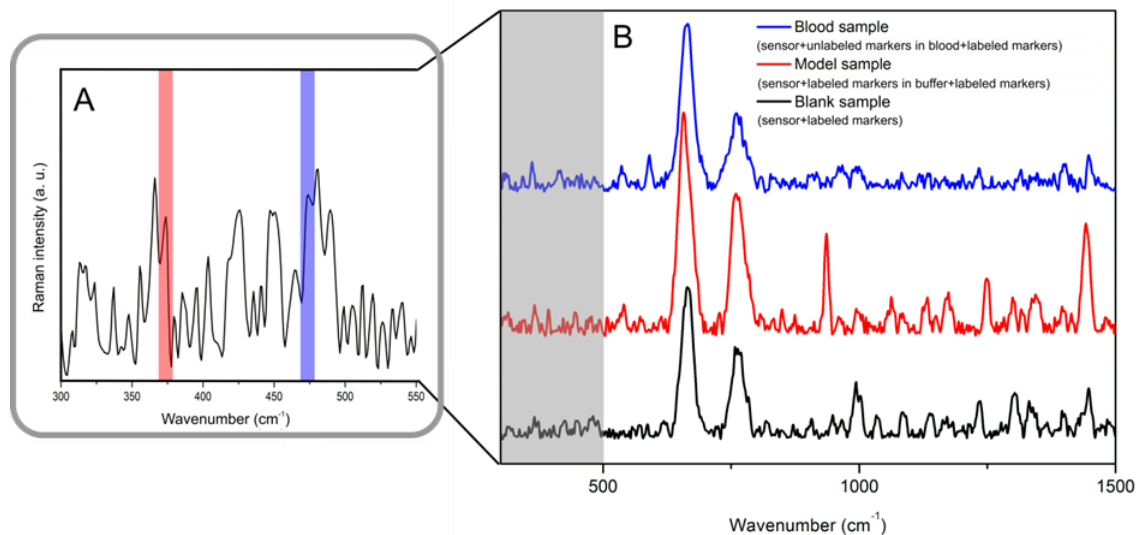 A
Raman intensity (a. u.)
300 350 400 450 500 550
Wavenumber (cm-1)
B
Blood sample
(sensor+unlabeled markers in blood+labeled markers)
Model sample
(sensor+labeled markers in buffer+labeled markers)
Blank sample
(sensor+labeled markers)
500 1000 1500
Wavenumber (cm-1)